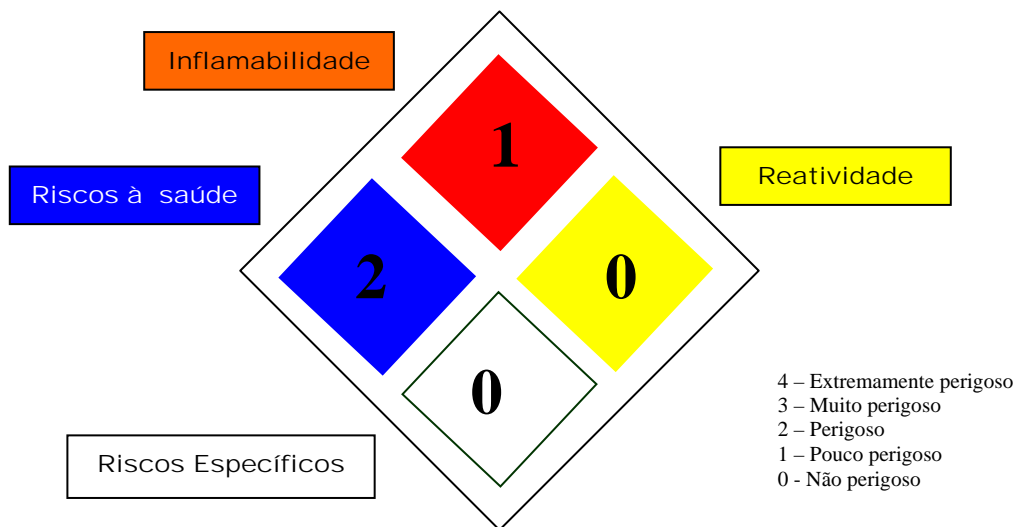 Inflamabilidade
1
Riscos à saúde
Reatividade
2
0
0
4 – Extremamente perigoso
3 – Muito perigoso
2 – Perigoso
1 – Pouco perigoso
0 - Não perigoso
Riscos Específicos